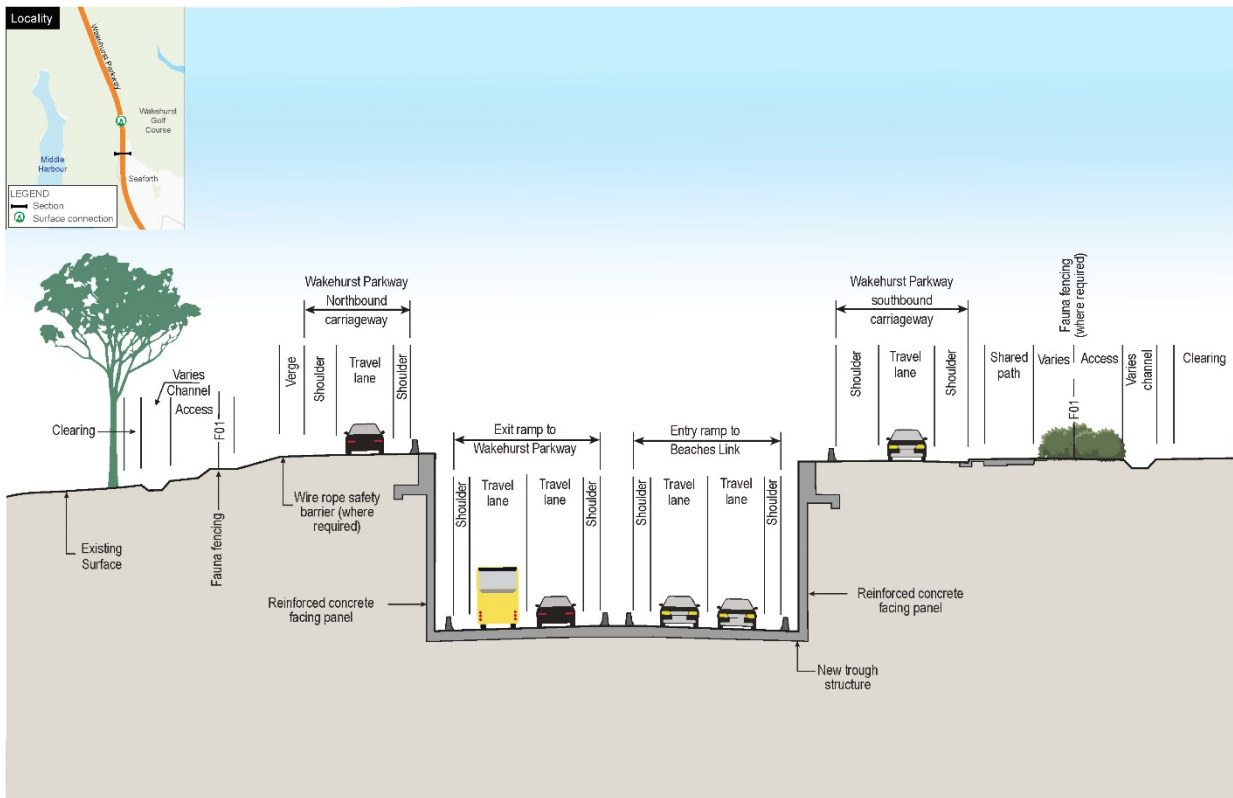 Locality
Wakehurst Parkway
Wakehurst
Golf
Course
Middle
Harbour
Seaforth
LEGEND
Section
Surface connection
Clearing
Varies
Channel
Access
F01
Fauna fencing
Existing
Surface
Wakehurst Parkway
Northbound
carriageway
Verge
Shoulder
Travel
lane
Shoulder
Wire rope safety
barrier (where
required)
Reinforced concrete
facing panel
Exit ramp to
Wakehurst Parkway
Shoulder
Travel
lane
Travel
lane
Shoulder
Entry ramp to
Beaches Link
Shoulder
Travel
lane
Travel
lane
Shoulder
Wakehurst Parkway
southbound
carriageway
Shoulder
Travel
lane
Shoulder
Shared
path
Varies
Fauna fencing
(where required)
F01
Access
Varies
channel
Clearing
Reinforced concrete
facing panel
New trough
structure